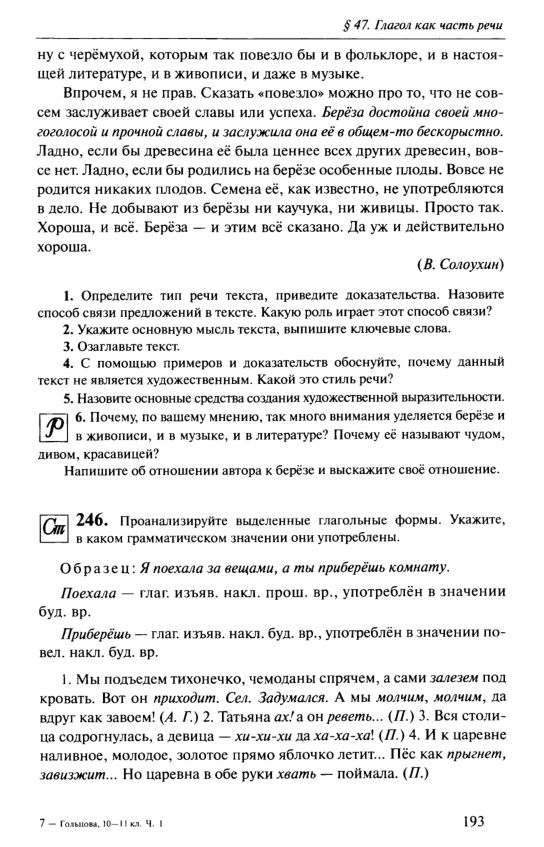 § 47. Глагол как часть речи
ну с черёмухой, которым так повезло бы и в фольклоре, и в настоя-
щей литературе, и в живописи, и даже в музыке.
Впрочем, я не прав. Сказать «повезло» можно про то, что не сов-
сем заслуживает своей славы или успеха. Берёза достойна своей мно-
гоголосой и прочной славы, и заслужила она её в общем-то бескорыстно.
Ладно, если бы древесина её была ценнее всех других древесин, вов-
се нет. Ладно, если бы родились на берёзе особенные плоды. Вовсе не
родится никаких плодов. Семена её, как известно, не употребляются
в дело. Не добывают из берёзы ни каучука, ни живицы. Просто так.
Хороша, и всё. Берёза — и этим всё сказано. Да уж и действительно
хороша.
(В. Солоухин)
1. Определите тип речи текста, приведите доказательства. Назовите
способ связи предложений в тексте. Какую роль играет этот способ связи?
2. Укажите основную мысль текста, выпишите ключевые слова.
3. Озаглавьте текст.
4. С помощью примеров и доказательств обоснуйте, почему данный
текст не является художественным. Какой это стиль речи?
5. Назовите основные средства создания художественной выразительности.
Р 6. Почему, по вашему мнению, так много внимания уделяется берёзе и
в живописи, и в музыке, и в литературе? Почему её называют чудом,
дивом, красавицей?
Напишите об отношении автора к берёзе и выскажите своё отношение.
Ст 246. Проанализируйте выделенные глагольные формы. Укажите,
в каком грамматическом значении они употреблены.
Образец: Я поехала за вещами, а ты приберёшь комнату.
Поехала — глаг. изъяв. накл. прош. вр., употреблён в значении
буд. вр.
Приберёшь — глаг. изъяв. накл. буд. вр., употреблён в значении по-
вел. накл. буд. вр.
1. Мы подъедем тихонечко, чемоданы спрячем, а сами залезем под
кровать. Вот он приходит. Сел. Задумался. А мы молчим, молчим, да
вдруг как завоем! (А. Г.) 2. Татьяна ах! а он реветь... (П.) 3. Вся столи-
ца содрогнулась, а девица — хи-хи-хи да ха-ха-ха! (П.) 4. И к царевне
наливное, молодое, золотое прямо яблочко летит... Пёс как прыгнет,
завизжит... Но царевна в обе руки хвать — поймала. (П.)
7 — Гольцова, 10—11 кл. Ч. 1
193